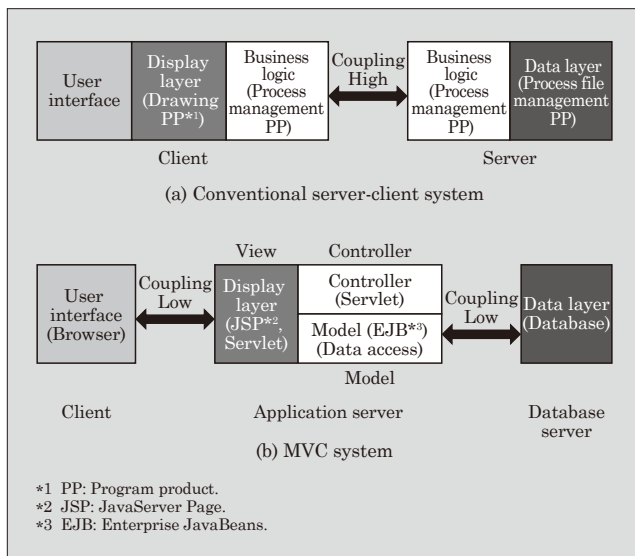 User
interface
Display
layer
(Drawing
PP*1)
Business
logic
(Process
management
PP)
Coupling
High
Business
logic
(Process
management
PP)
Data layer
(Process file
management
PP)
Client
Server
(a) Conventional server-client system
View
Controller
User
interface
(Browser)
Coupling
Low
Display
layer
(JSP*2,
Servlet)
Controller
(Servlet)
Model (EJB*3)
(Data access)
Coupling
Low
Data layer
(Database)
Model
Client
Application server
Database
server
(b) MVC system
*1 PP: Program product.
*2 JSP: JavaServer Page.
*3 EJB: Enterprise JavaBeans.